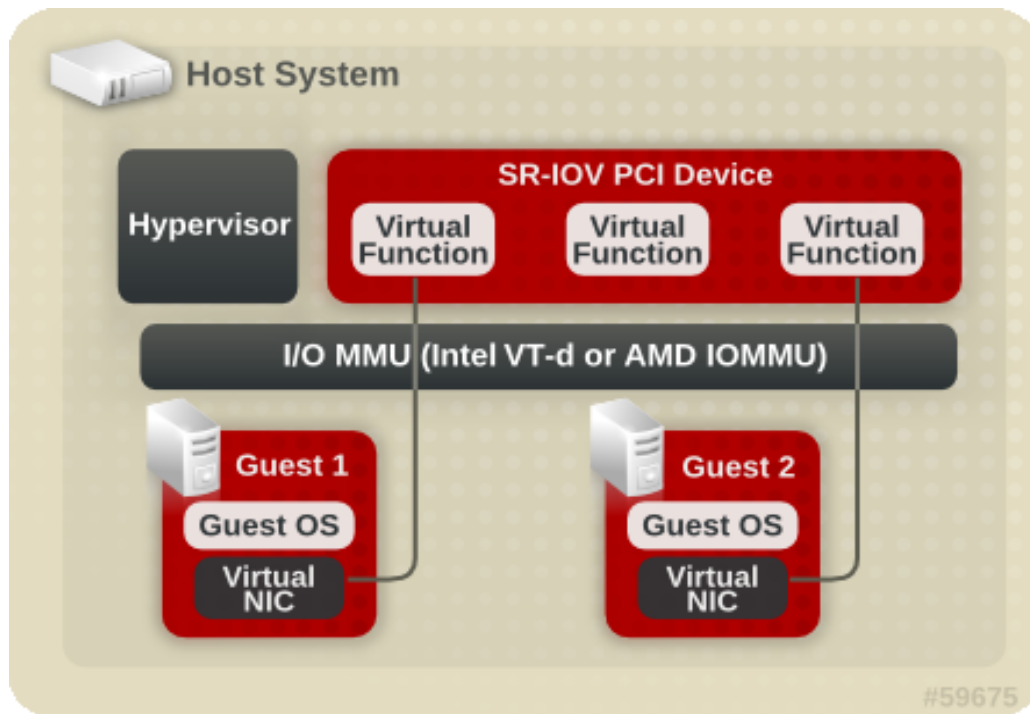 Host System
Hypervisor
SR-IOV PCI Device
Virtual
Function
Virtual
Function
Virtual
Function
I/O MMU (Intel VT-d or AMD IOMMU)
Guest 1
Guest OS
Virtual
NIC
Guest 2
Guest OS
Virtual
NIC
#59675